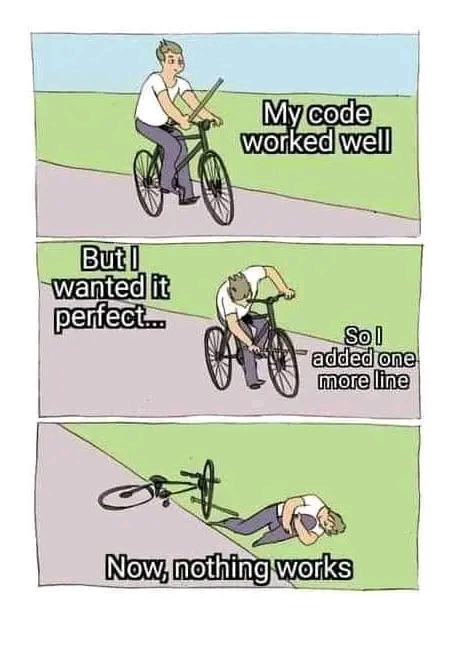 My code
worked well
But I
wanted it
perfect...
So I
added one
more line
Now, nothing works